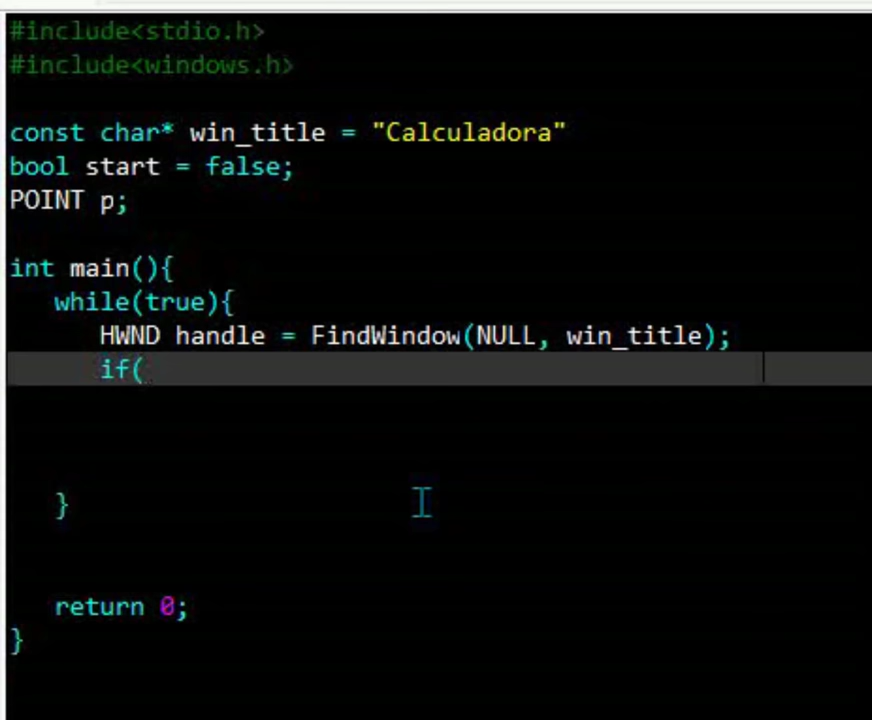 #include<stdio.h>
#include<windows.h>
const char* win_title = "Calculadora"
bool start = false;
POINT p;
int main(){
while(true){
HWND handle = FindWindow(NULL, win_title);
if(
}
return 0;
}